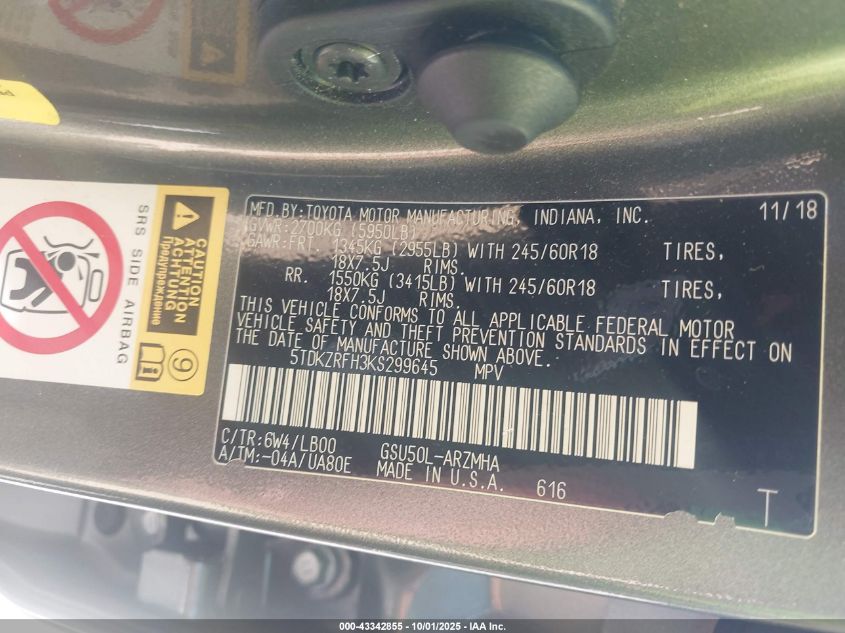 SRS SIDE AIRBAG
CAUTION
ATTENTION
ACHTUNG
Предупреждение
9
MFD.BY:TOYOTA MOTOR MANUFACTURING, INDIANA, INC. 11/18
GVWR:2700KG (5950LB)
GAWR:FRT. 1345KG (2955LB) WITH 245/60R18 TIRES,
18X7.5J RIMS.
RR. 1550KG (3415LB) WITH 245/60R18 TIRES,
18X7.5J RIMS.
THIS VEHICLE CONFORMS TO ALL APPLICABLE FEDERAL MOTOR
VEHICLE SAFETY AND THEFT PREVENTION STANDARDS IN EFFECT ON
THE DATE OF MANUFACTURE SHOWN ABOVE.
5TDKZRFH3KS299645 MPV
C/TR:6W4/LB00 GSU50L-ARZMHA
A/TM:-04A/UA80E MADE IN U.S.A. 616
T
000-43342855 - 10/01/2025 - IAA Inc.